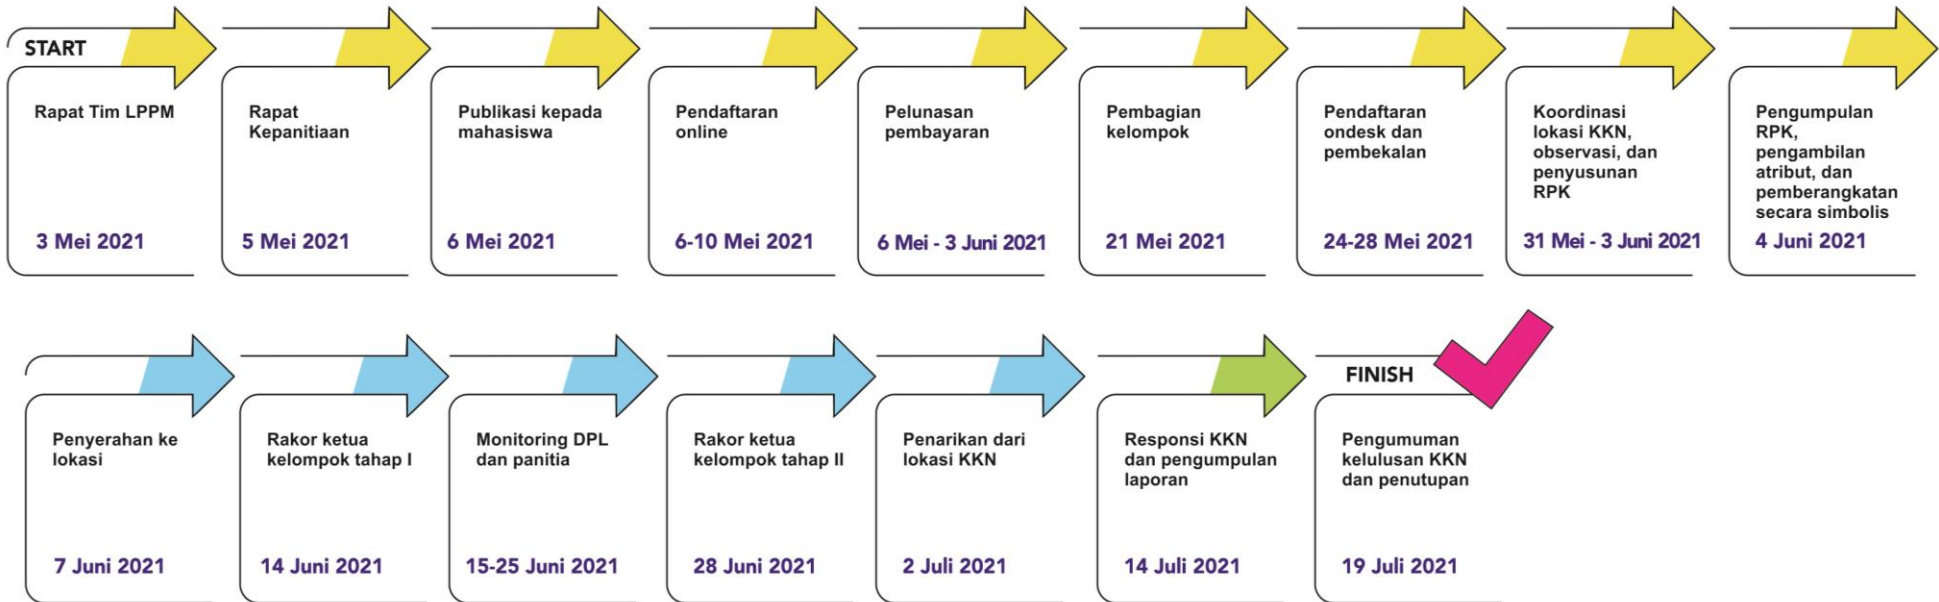 START
Rapat Tim LPPM
3 Mei 2021
Rapat
Kepanitiaan
5 Mei 2021
Publikasi kepada
mahasiswa
6 Mei 2021
Pendaftaran
online
6-10 Mei 2021
Pelunasan
pembayaran
6 Mei - 3 Juni 2021
Pembagian
kelompok
21 Mei 2021
Pendaftaran
ondesk dan
pembekalan
24-28 Mei 2021
Koordinasi
lokasi KKN,
observasi, dan
penyusunan
RPK
31 Mei - 3 Juni 2021
Pengumpulan
RPK,
pengambilan
atribut, dan
pemberangkatan
secara simbolis
4 Juni 2021
Penyerahan ke
lokasi
7 Juni 2021
Rakor ketua
kelompok tahap I
14 Juni 2021
Monitoring DPL
dan panitia
15-25 Juni 2021
Rakor ketua
kelompok tahap II
28 Juni 2021
Penarikan dari
lokasi KKN
2 Juli 2021
Responsi KKN
dan pengumpulan
laporan
14 Juli 2021
FINISH
Pengumuman
kelulusan KKN
dan penutupan
19 Juli 2021